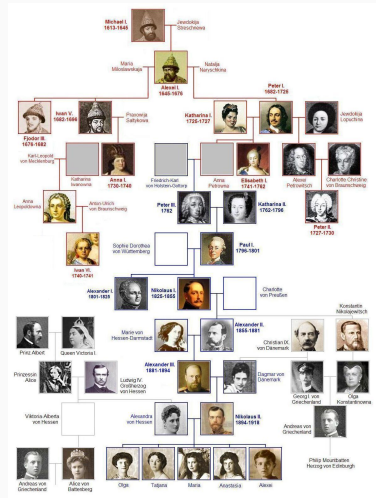 Michael I.
1613-1645
Jewdokija
Streschnowa
Maria
Miloslawskaja
Alexei I.
1645-1676
Natalja
Naryschkina
Fjodor III.
1676-1682
Iwan V.
1682-1696
Praskowja
Saltykowa
Katharina I.
1725-1727
Peter I.
1682-1725
Jewdokija
Lopuchina
Karl Leopold
von Mecklenburg
Katharina
Iwanowna
Anna I.
1730-1740
Friedrich Karl
von Holstein-Gottorp
Anna
Petrowna
Elisabeth I.
1741-1762
Alexei
Petrowitsch
Charlotte Christine
von Braunschweig
Anna
Leopoldowna
Anton Ulrich
von Braunschweig
Peter III.
1762
Katharina II.
1762-1796
Peter II.
1727-1730
Iwan VI.
1740-1741
Sophie Dorothea
von Württemberg
Paul I.
1796-1801
Alexander I.
1801-1825
Nikolaus I.
1825-1855
Charlotte
von Preußen
Konstantin
Nikolajewitsch
Prinz Albert
Queen Victoria I.
Marie von
Hessen-Darmstadt
Alexander II.
1855-1881
Christian IX.
von Dänemark
Prinzessin
Alice
Ludwig IV.
Großherzog
von Hessen
Alexander III.
1881-1894
Dagmar von
Dänemark
Georg I. von
Griechenland
Olga
Konstantinowna
Viktoria Alberta
von Hessen
Alexandra
von Hessen
Nikolaus II.
1894-1918
Andreas von
Griechenland
Philip Mountbatten
Herzog von Edinburgh
Andreas von
Griechenland
Alice von
Battenberg
Olga
Tatjana
Maria
Anastasia
Alexei